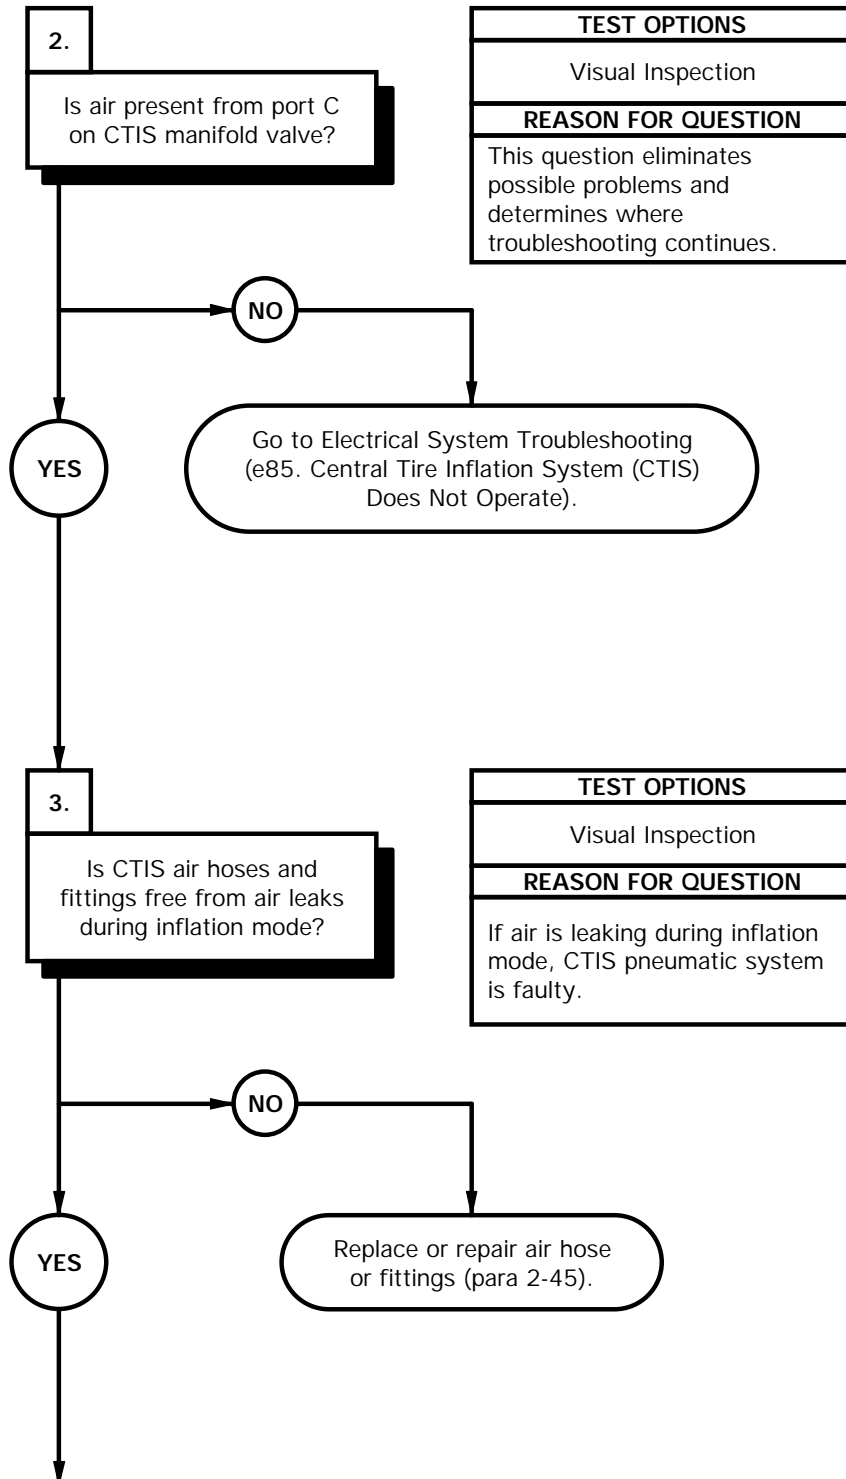 2.
Is air present from port C
on CTIS manifold valve?
TEST OPTIONS
Visual Inspection
REASON FOR QUESTION
This question eliminates
possible problems and
determines where
troubleshooting continues.
NO
YES
Go to Electrical System Troubleshooting
(e85. Central Tire Inflation System (CTIS)
Does Not Operate).
3.
Is CTIS air hoses and
fittings free from air leaks
during inflation mode?
TEST OPTIONS
Visual Inspection
REASON FOR QUESTION
If air is leaking during inflation
mode, CTIS pneumatic system
is faulty.
NO
YES
Replace or repair air hose
or fittings (para 2-45).